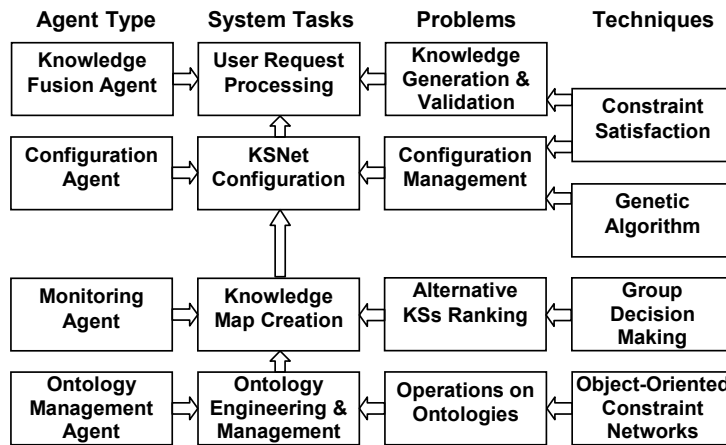 Agent Type
System Tasks
Problems
Techniques
Knowledge
Fusion Agent
User Request
Processing
Knowledge
Generation &
Validation
Constraint
Satisfaction
Configuration
Agent
KSNet
Configuration
Configuration
Management
Genetic
Algorithm
Monitoring
Agent
Knowledge
Map Creation
Alternative
KSs Ranking
Group
Decision
Making
Ontology
Management
Agent
Ontology
Engineering &
Management
Operations on
Ontologies
Object-Oriented
Constraint
Networks